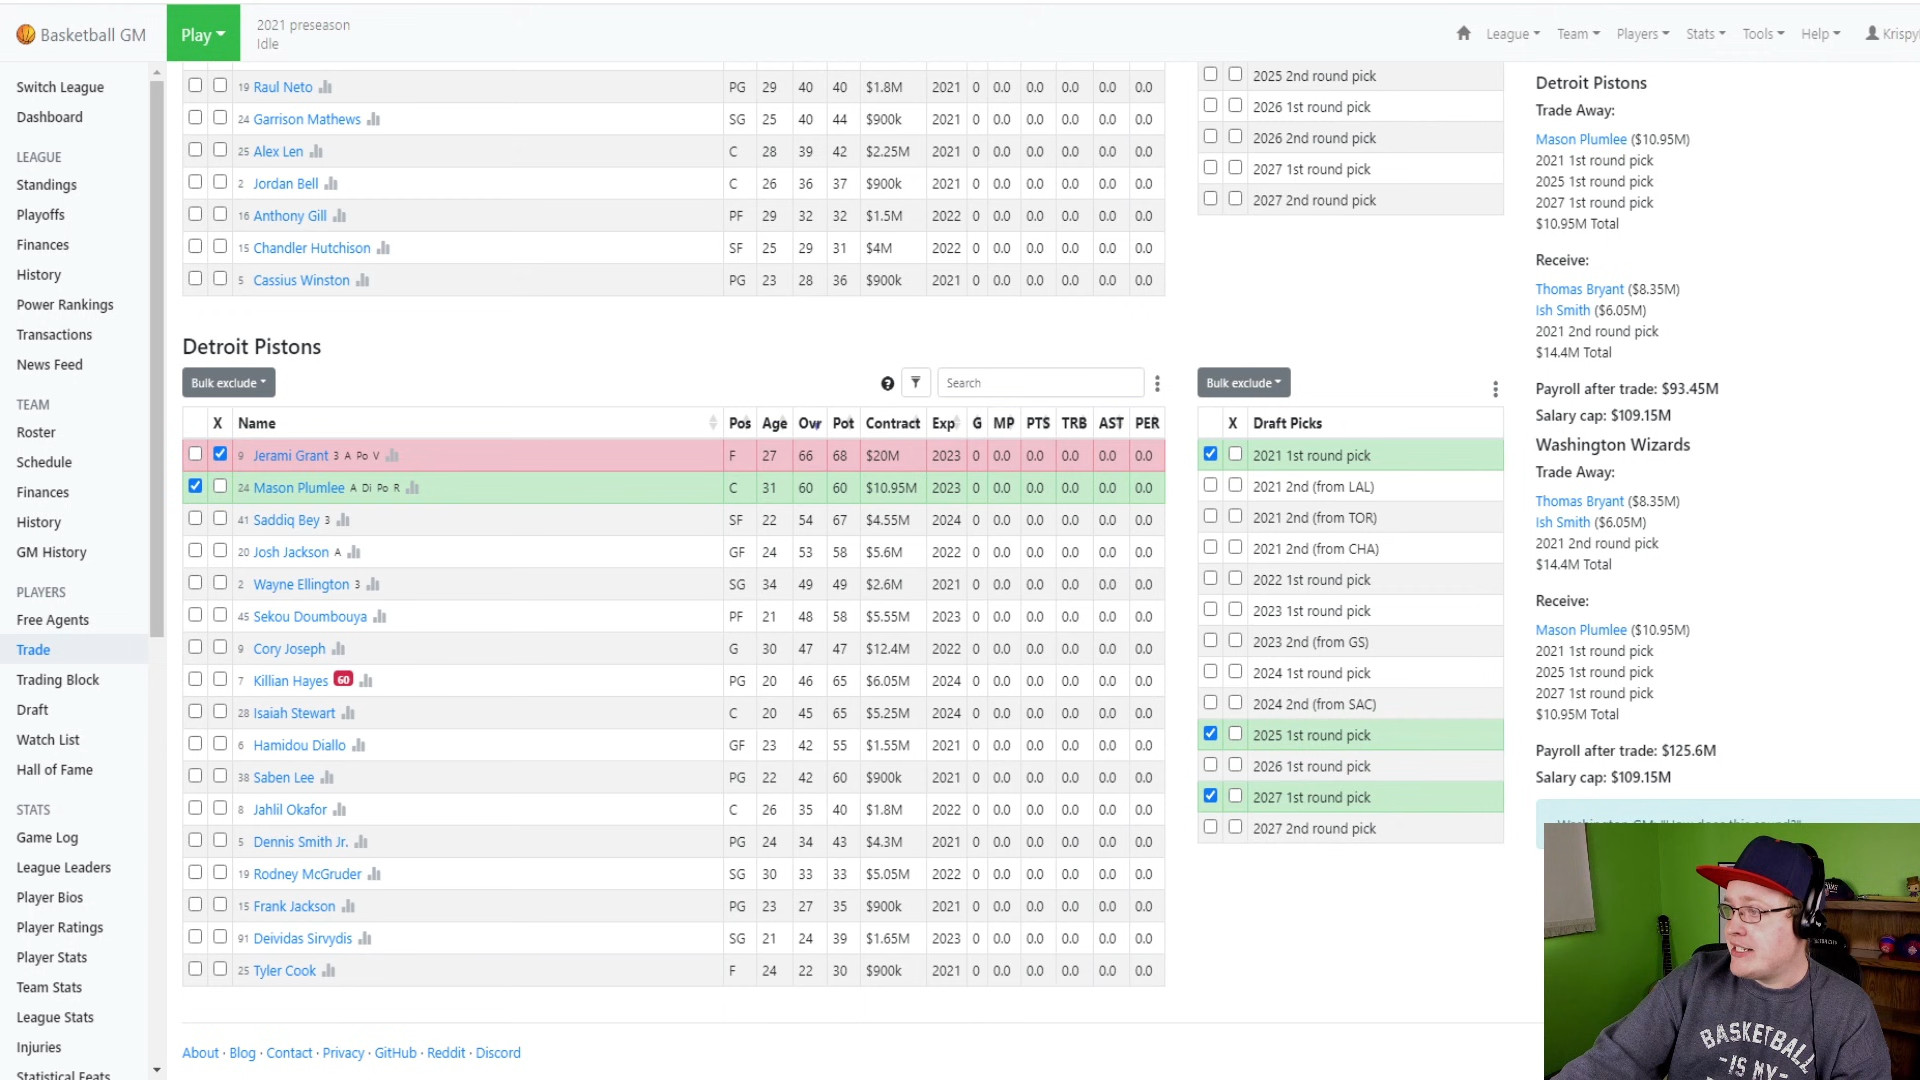 Basketball GM
Play
2021 preseason
Idle
League
Team
Players
Stats
Tools
Help
Switch League
Dashboard
LEAGUE
Standings
Playoffs
Finances
History
Power Rankings
Transactions
News Feed
TEAM
Roster
Schedule
Finances
History
GM History
PLAYERS
Free Agents
Trade
Trading Block
Draft
Watch List
Hall of Fame
STATS
Game Log
League Leaders
Player Bios
Player Ratings
Player Stats
Team Stats
League Stats
Injuries
Statistical Feats
19 Raul Neto PG 29 40 40 $1.8M 2021 0 0.0 0.0 0.0 0.0 0.0
24 Garrison Mathews SG 25 40 44 $900k 2021 0 0.0 0.0 0.0 0.0 0.0
25 Alex Len C 28 39 42 $2.25M 2021 0 0.0 0.0 0.0 0.0 0.0
2 Jordan Bell C 26 36 37 $900k 2021 0 0.0 0.0 0.0 0.0 0.0
16 Anthony Gill PF 29 32 32 $1.5M 2022 0 0.0 0.0 0.0 0.0 0.0
15 Chandler Hutchison SF 25 29 31 $4M 2022 0 0.0 0.0 0.0 0.0 0.0
5 Cassius Winston PG 23 28 36 $900k 2021 0 0.0 0.0 0.0 0.0 0.0
2025 2nd round pick
2026 1st round pick
2026 2nd round pick
2027 1st round pick
2027 2nd round pick
Detroit Pistons
Bulk exclude
Search
X Name Pos Age Ovr Pot Contract Exp G MP PTS TRB AST PER
9 Jerami Grant 3 A Po V F 27 66 68 $20M 2023 0 0.0 0.0 0.0 0.0 0.0
24 Mason Plumlee A Di Po R C 31 60 60 $10.95M 2023 0 0.0 0.0 0.0 0.0 0.0
41 Saddiq Bey 3 SF 22 54 67 $4.55M 2024 0 0.0 0.0 0.0 0.0 0.0
20 Josh Jackson A GF 24 53 58 $5.6M 2022 0 0.0 0.0 0.0 0.0 0.0
2 Wayne Ellington 3 SG 34 49 49 $2.6M 2021 0 0.0 0.0 0.0 0.0 0.0
45 Sekou Doumbouya PF 21 48 58 $5.55M 2023 0 0.0 0.0 0.0 0.0 0.0
9 Cory Joseph G 30 47 47 $12.4M 2022 0 0.0 0.0 0.0 0.0 0.0
7 Killian Hayes 60 PG 20 46 65 $6.05M 2024 0 0.0 0.0 0.0 0.0 0.0
28 Isaiah Stewart C 20 45 65 $5.25M 2024 0 0.0 0.0 0.0 0.0 0.0
6 Hamidou Diallo GF 23 42 55 $1.55M 2021 0 0.0 0.0 0.0 0.0 0.0
38 Saben Lee PG 22 42 60 $900k 2021 0 0.0 0.0 0.0 0.0 0.0
8 Jahlil Okafor C 26 35 40 $1.8M 2022 0 0.0 0.0 0.0 0.0 0.0
5 Dennis Smith Jr. PG 24 34 43 $4.3M 2021 0 0.0 0.0 0.0 0.0 0.0
19 Rodney McGruder SG 30 33 33 $5.05M 2022 0 0.0 0.0 0.0 0.0 0.0
15 Frank Jackson PG 23 27 35 $900k 2021 0 0.0 0.0 0.0 0.0 0.0
91 Deividas Sirvydis SG 21 24 39 $1.65M 2023 0 0.0 0.0 0.0 0.0 0.0
25 Tyler Cook F 24 22 30 $900k 2021 0 0.0 0.0 0.0 0.0 0.0
Bulk exclude
X Draft Picks
2021 1st round pick
2021 2nd (from LAL)
2021 2nd (from TOR)
2021 2nd (from CHA)
2022 1st round pick
2023 1st round pick
2023 2nd (from GS)
2024 1st round pick
2024 2nd (from SAC)
2025 1st round pick
2026 1st round pick
2027 1st round pick
2027 2nd round pick
About · Blog · Contact · Privacy · GitHub · Reddit · Discord
Detroit Pistons
Trade Away:
Mason Plumlee ($10.95M)
2021 1st round pick
2025 1st round pick
2027 1st round pick
$10.95M Total
Receive:
Thomas Bryant ($8.35M)
Ish Smith ($6.05M)
2021 2nd round pick
$14.4M Total
Payroll after trade: $93.45M
Salary cap: $109.15M
Washington Wizards
Trade Away:
Thomas Bryant ($8.35M)
Ish Smith ($6.05M)
2021 2nd round pick
$14.4M Total
Receive:
Mason Plumlee ($10.95M)
2021 1st round pick
2025 1st round pick
2027 1st round pick
$10.95M Total
Payroll after trade: $125.6M
Salary cap: $109.15M
BASKETBALL
-IS MY